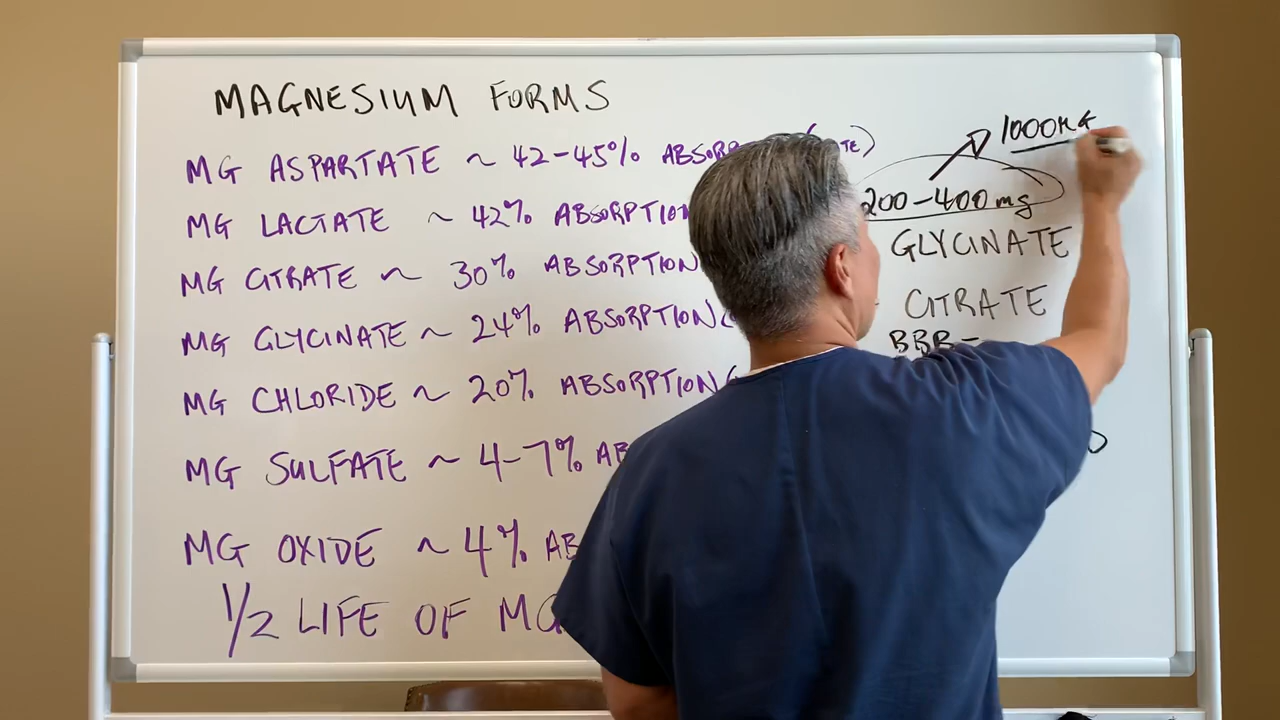 MAGNESIUM FORMS
MG ASPARTATE ~ 42-45% ABSORB
MG LACTATE ~ 42% ABSORPTION
MG CITRATE ~ 30% ABSORPTION
MG GLYCINATE ~ 24% ABSORPTION(
MG CHLORIDE ~ 20% ABSORPTION(
MG SULFATE ~ 4-7% AB
MG OXIDE ~ 4% AB
1/2 LIFE OF MG
200-400mg
GLYCINATE
CITRATE
BBB-